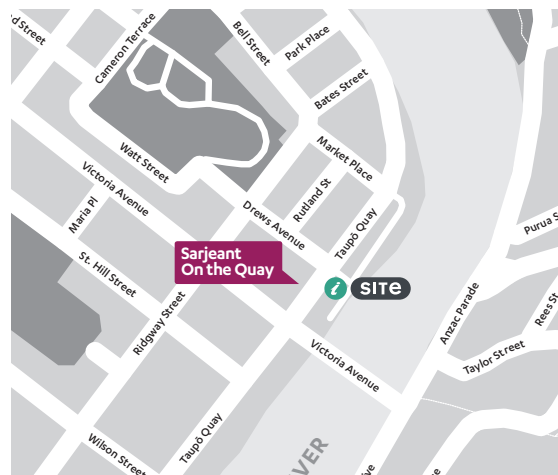 d Street
Cameron Terrace
Bell Street
Park Place
Bates Street
Watt Street
Market Place
Victoria Avenue
Rutland St
Maria Pl
Drews Avenue
Taupō Quay
Purua S
Sarjeant
On the Quay
St. Hill Street
i SITe
Anzac Parade
Rees St
Ridgway Street
Victoria Avenue
Taylor Street
Taupō Quay
Wilson Street
VER
ive
ne